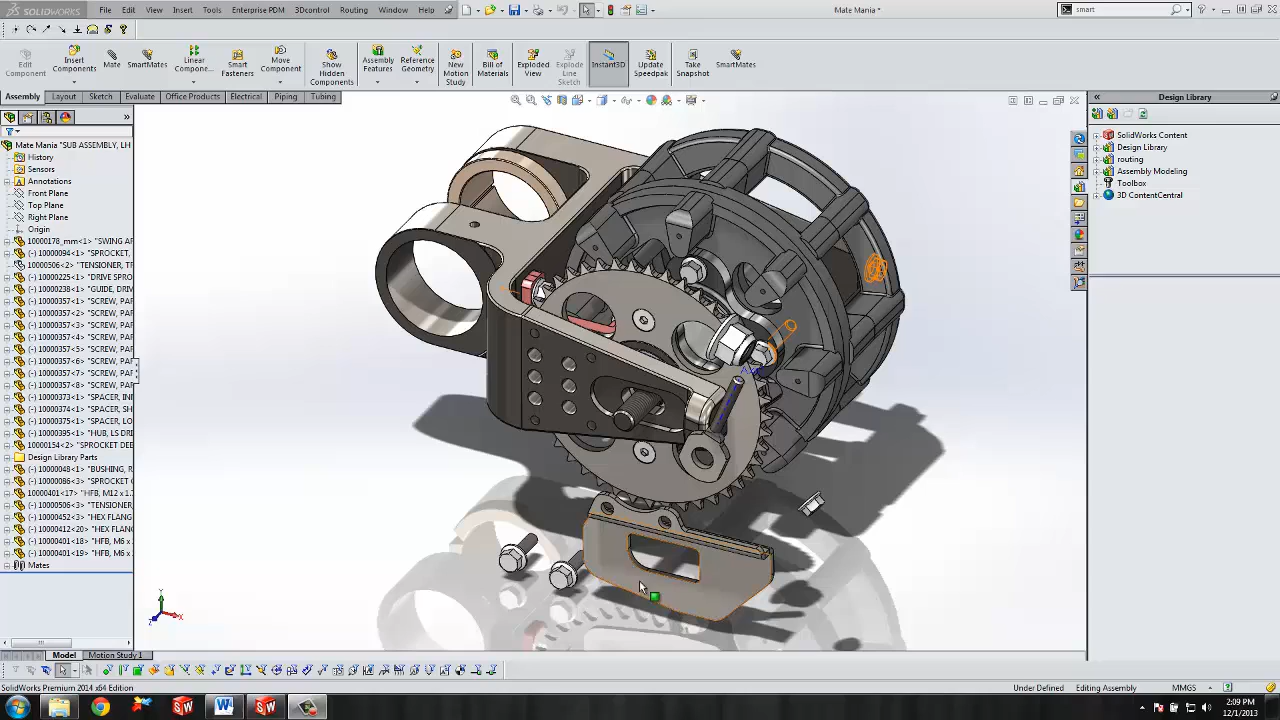 SOLIDWORKS File Edit View Insert Tools Enterprise PDM 3Dcontrol Routing Window Help Mate Mania * smart
Edit Component
Insert Components
Mate
SmartMates
Linear Compone...
Smart Fasteners
Move Component
Show Hidden Components
Assembly Features
Reference Geometry
New Motion Study
Bill of Materials
Exploded View
Explode Line Sketch
Instant3D
Update Speedpak
Take Snapshot
SmartMates
Assembly Layout Sketch Evaluate Office Products Electrical Piping Tubing
Design Library
SolidWorks Content
Design Library
routing
Assembly Modeling
Toolbox
3D ContentCentral
Mate Mania "SUB ASSEMBLY, LH
History
Sensors
Annotations
Front Plane
Top Plane
Right Plane
Origin
10000178_mm<1> "SWING AF
(-) 10000094<1> "SPROCKET,
10000506<2> "TENSIONER, TF
(-) 10000225<1> "DRIVE SPRO
(-) 10000238<1> "GUIDE, DRIVE
(-) 10000357<1> "SCREW, PAF
(-) 10000357<2> "SCREW, PAF
(-) 10000357<3> "SCREW, PAF
(-) 10000357<4> "SCREW, PAF
(-) 10000357<5> "SCREW, PAF
(-) 10000357<6> "SCREW, PAF
(-) 10000357<7> "SCREW, PAF
(-) 10000357<8> "SCREW, PAF
(-) 10000373<1> "SPACER, INI
(-) 10000374<1> "SPACER, SH
(-) 10000375<1> "SPACER, LO
(-) 10000395<1> "HUB, LS DRI
10000154<2> "SPROCKET DEE
Design Library Parts
(-) 10000048<1> "BUSHING, R
(-) 10000265<1> "SPROCKET G
10000401<17> "HFB, M12 x 1.
(-) 10000506<3> "TENSIONER,
(-) 10000452<3> "HEX FLANG
(-) 10000412<20> "HEX FLANG
(-) 10000401<18> "HFB, M6 x
(-) 10000401<19> "HFB, M6 x
Mates
Y
X
Z
Model Motion Study 1
SolidWorks Premium 2014 x64 Edition Under Defined Editing Assembly MMGS
2:09 PM
12/1/2013